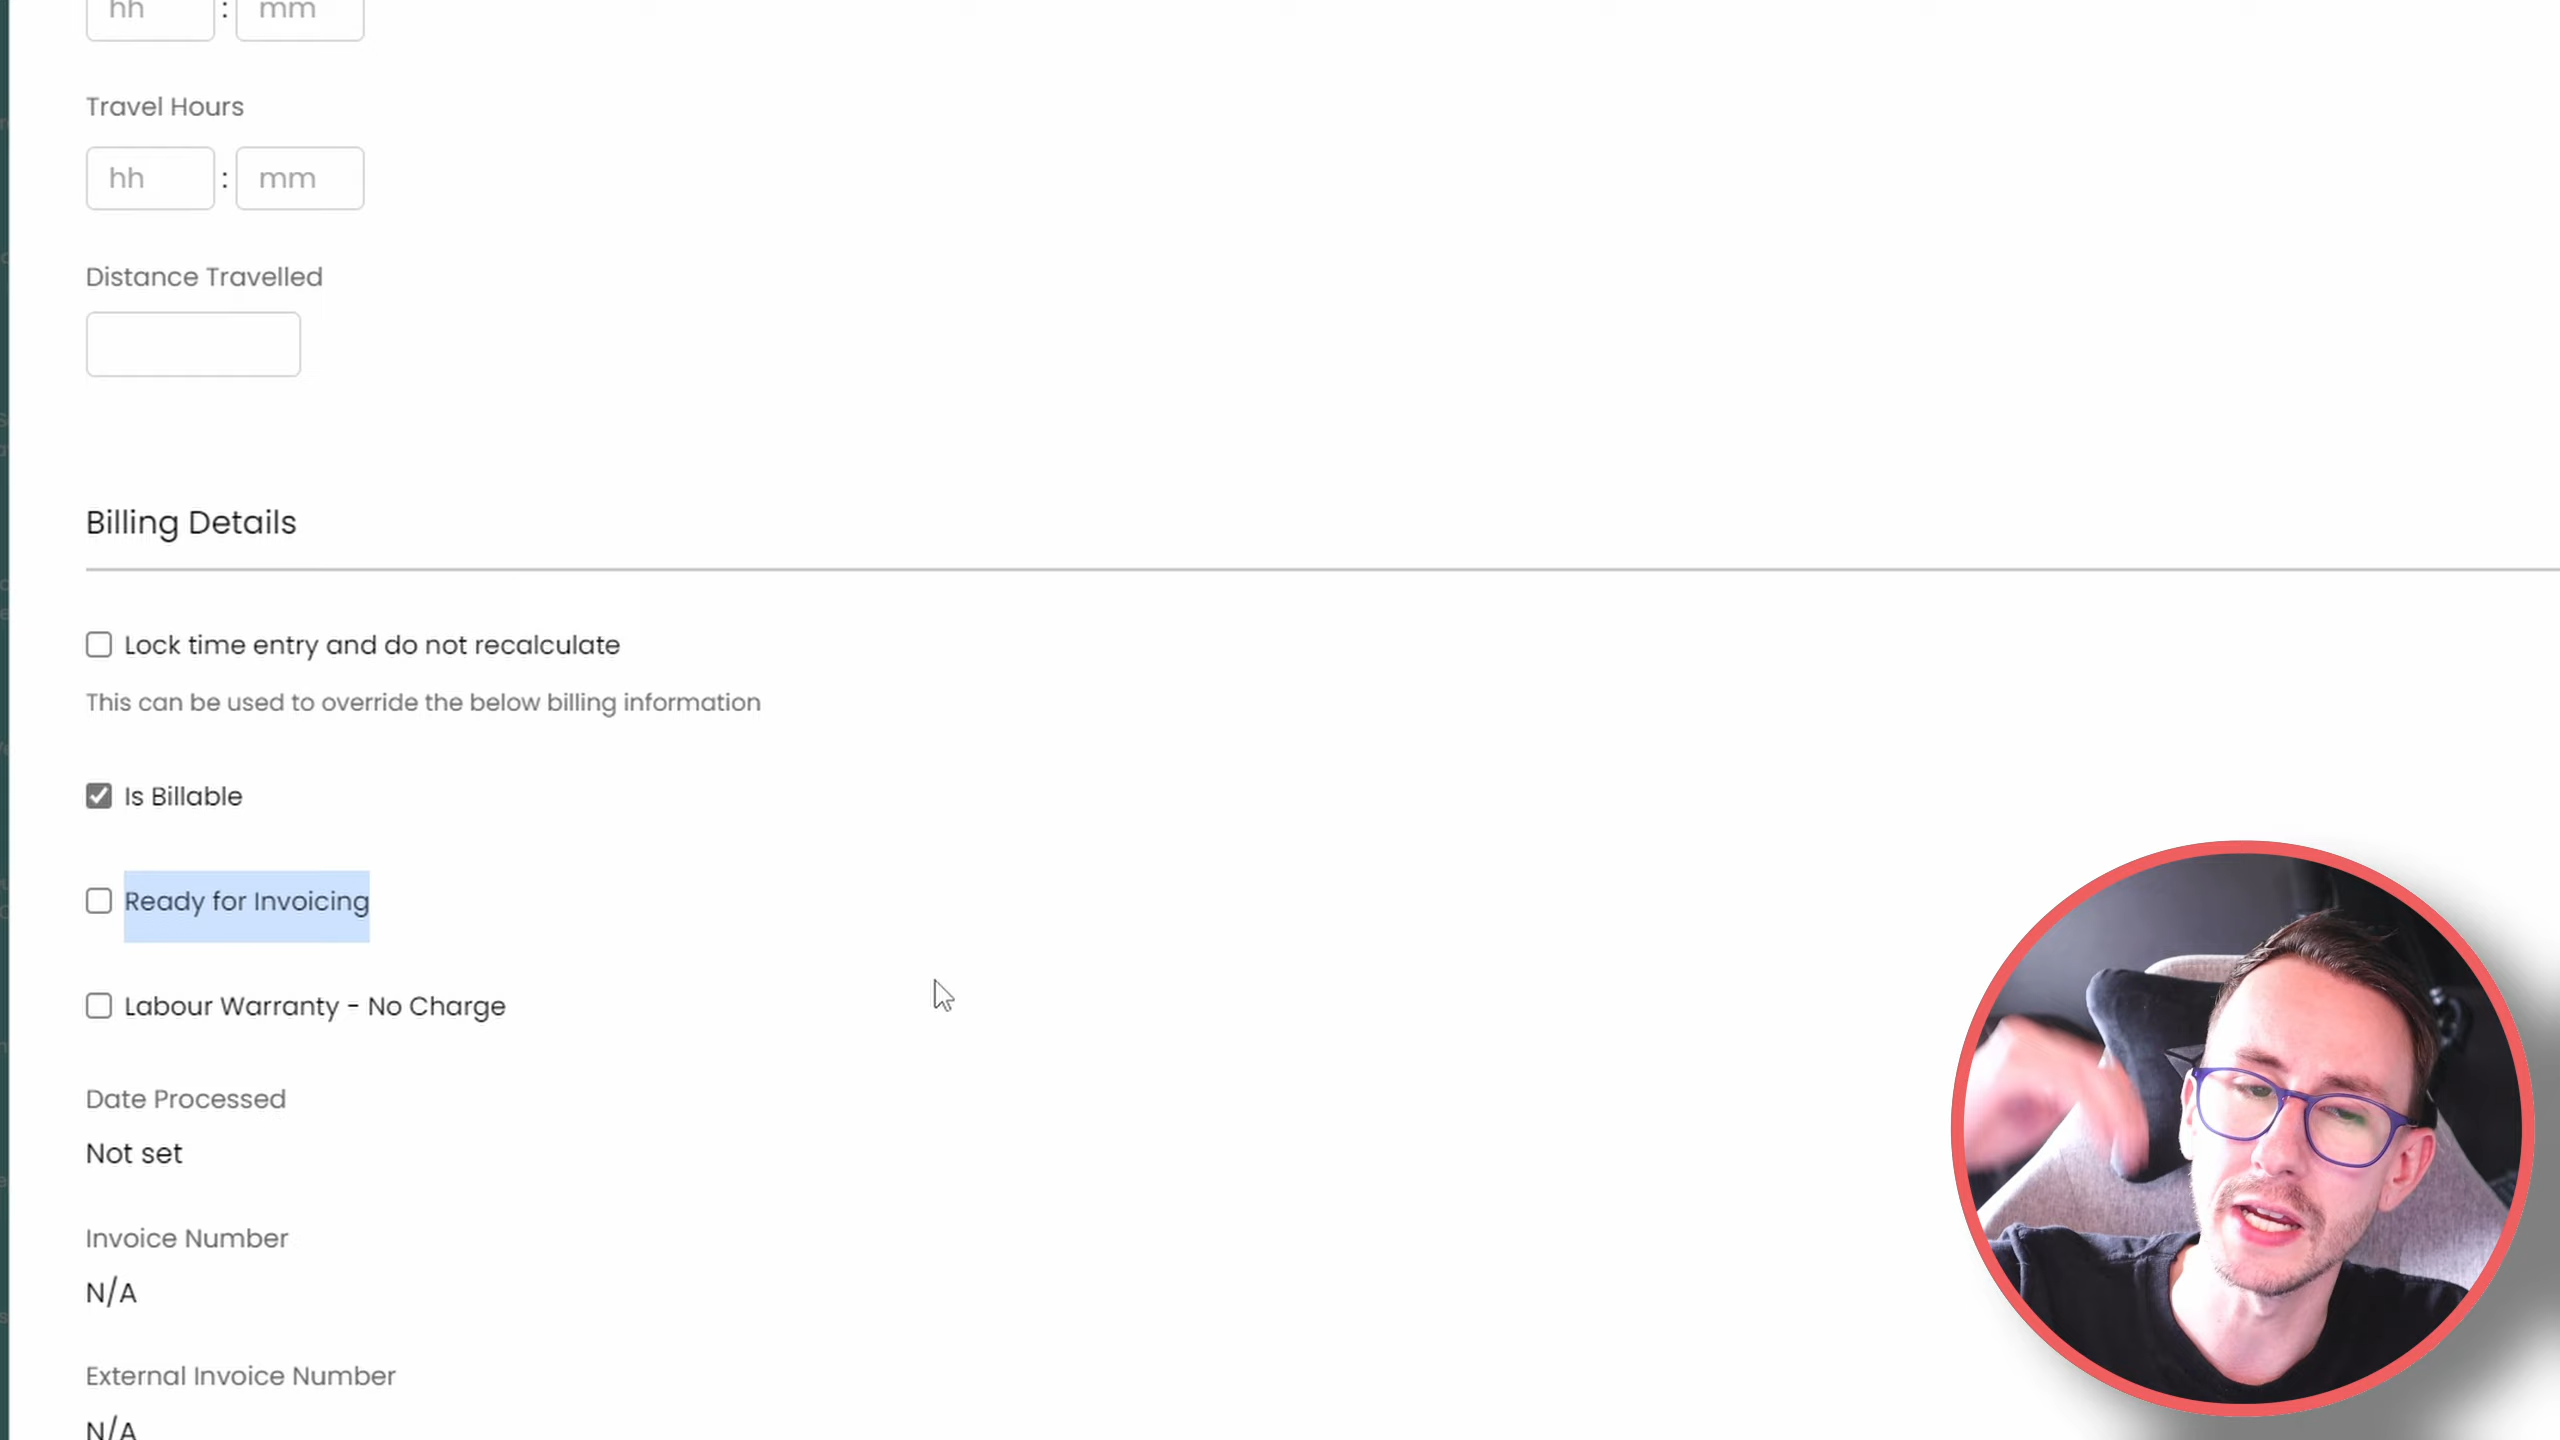 hh : mm
Travel Hours
hh : mm
Distance Travelled
Billing Details
Lock time entry and do not recalculate
This can be used to override the below billing information
Is Billable
Ready for Invoicing
Labour Warranty - No Charge
Date Processed
Not set
Invoice Number
N/A
External Invoice Number
N/A